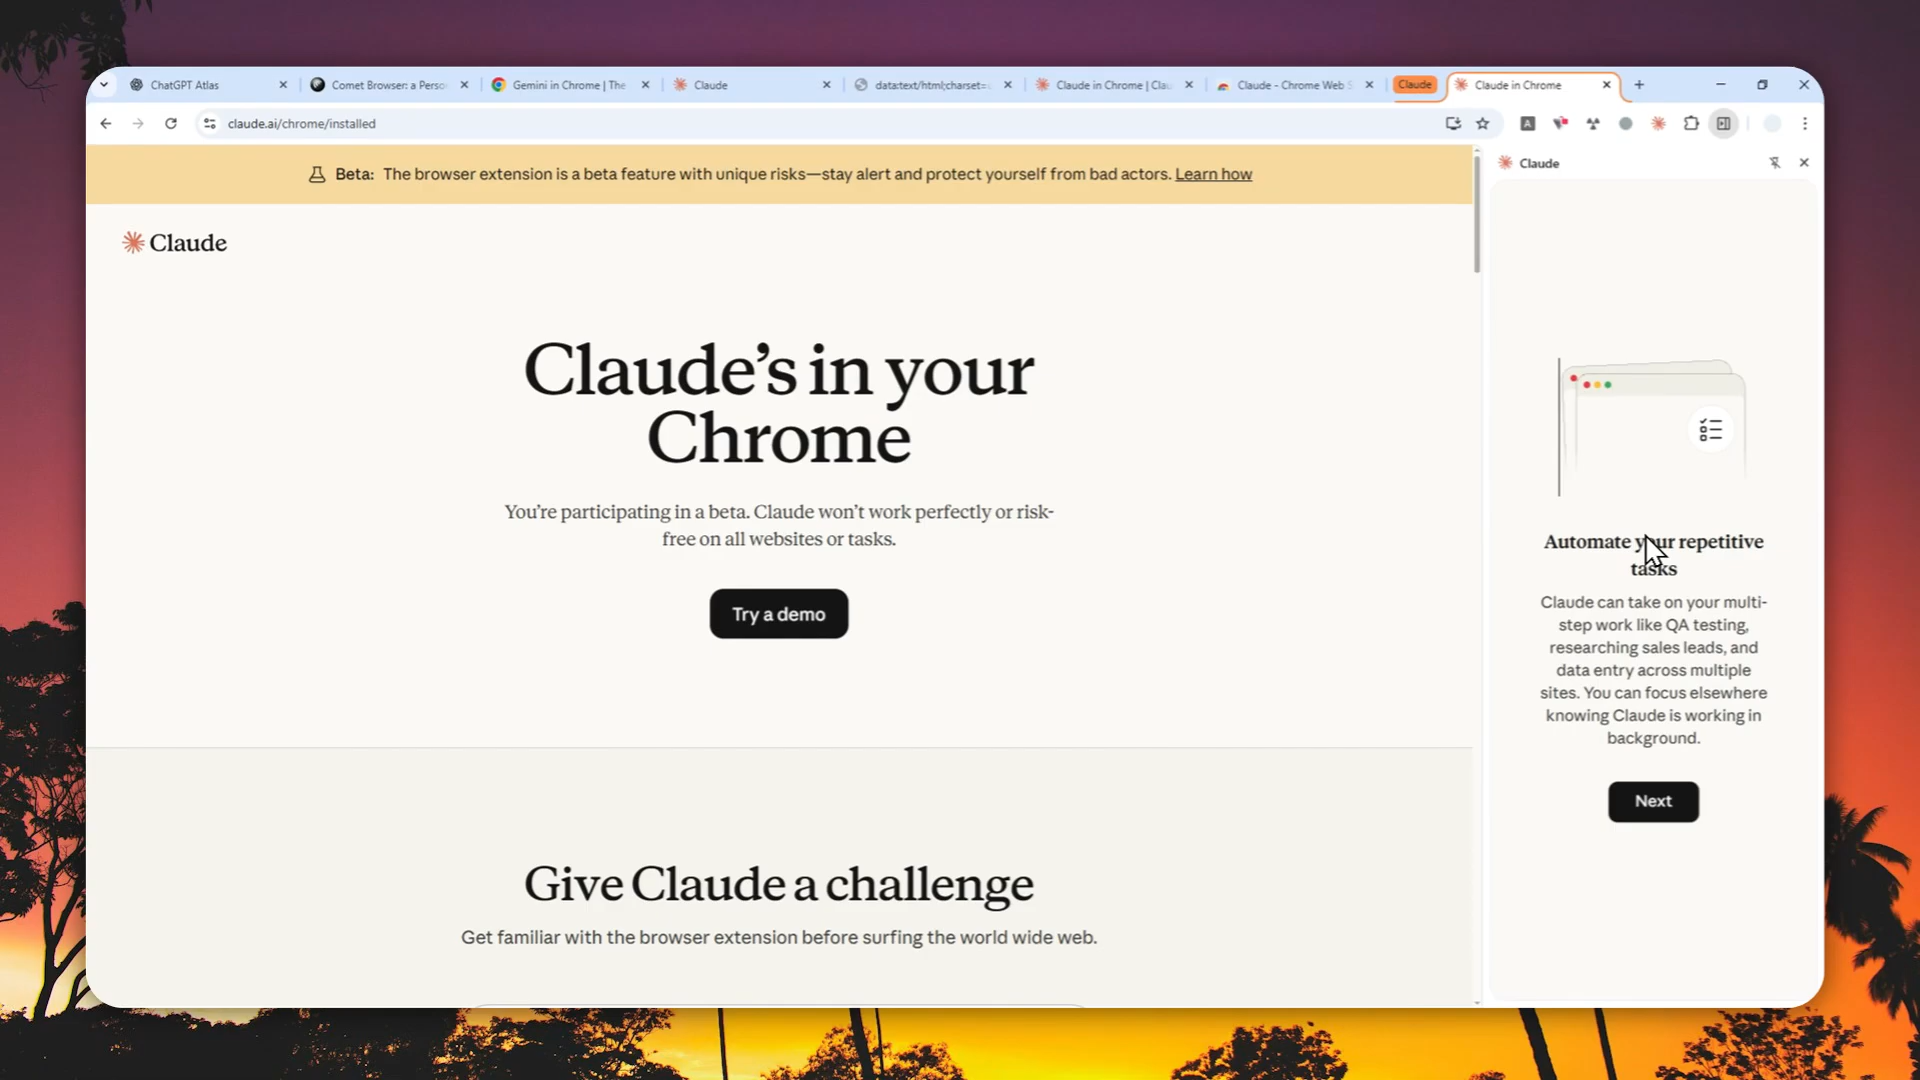 ChatGPT Atlas
Comet Browser: a Perso
Gemini in Chrome | The
Claude
data:text/html;charset=
Claude in Chrome | Clau
Claude - Chrome Web S
Claude
Claude in Chrome
claude.ai/chrome/installed
Beta: The browser extension is a beta feature with unique risks—stay alert and protect yourself from bad actors. Learn how
Claude
Claude
Claude's in your
Chrome
You're participating in a beta. Claude won't work perfectly or risk-
free on all websites or tasks.
Try a demo
Give Claude a challenge
Get familiar with the browser extension before surfing the world wide web.
Automate your repetitive
tasks
Claude can take on your multi-
step work like QA testing,
researching sales leads, and
data entry across multiple
sites. You can focus elsewhere
knowing Claude is working in
background.
Next